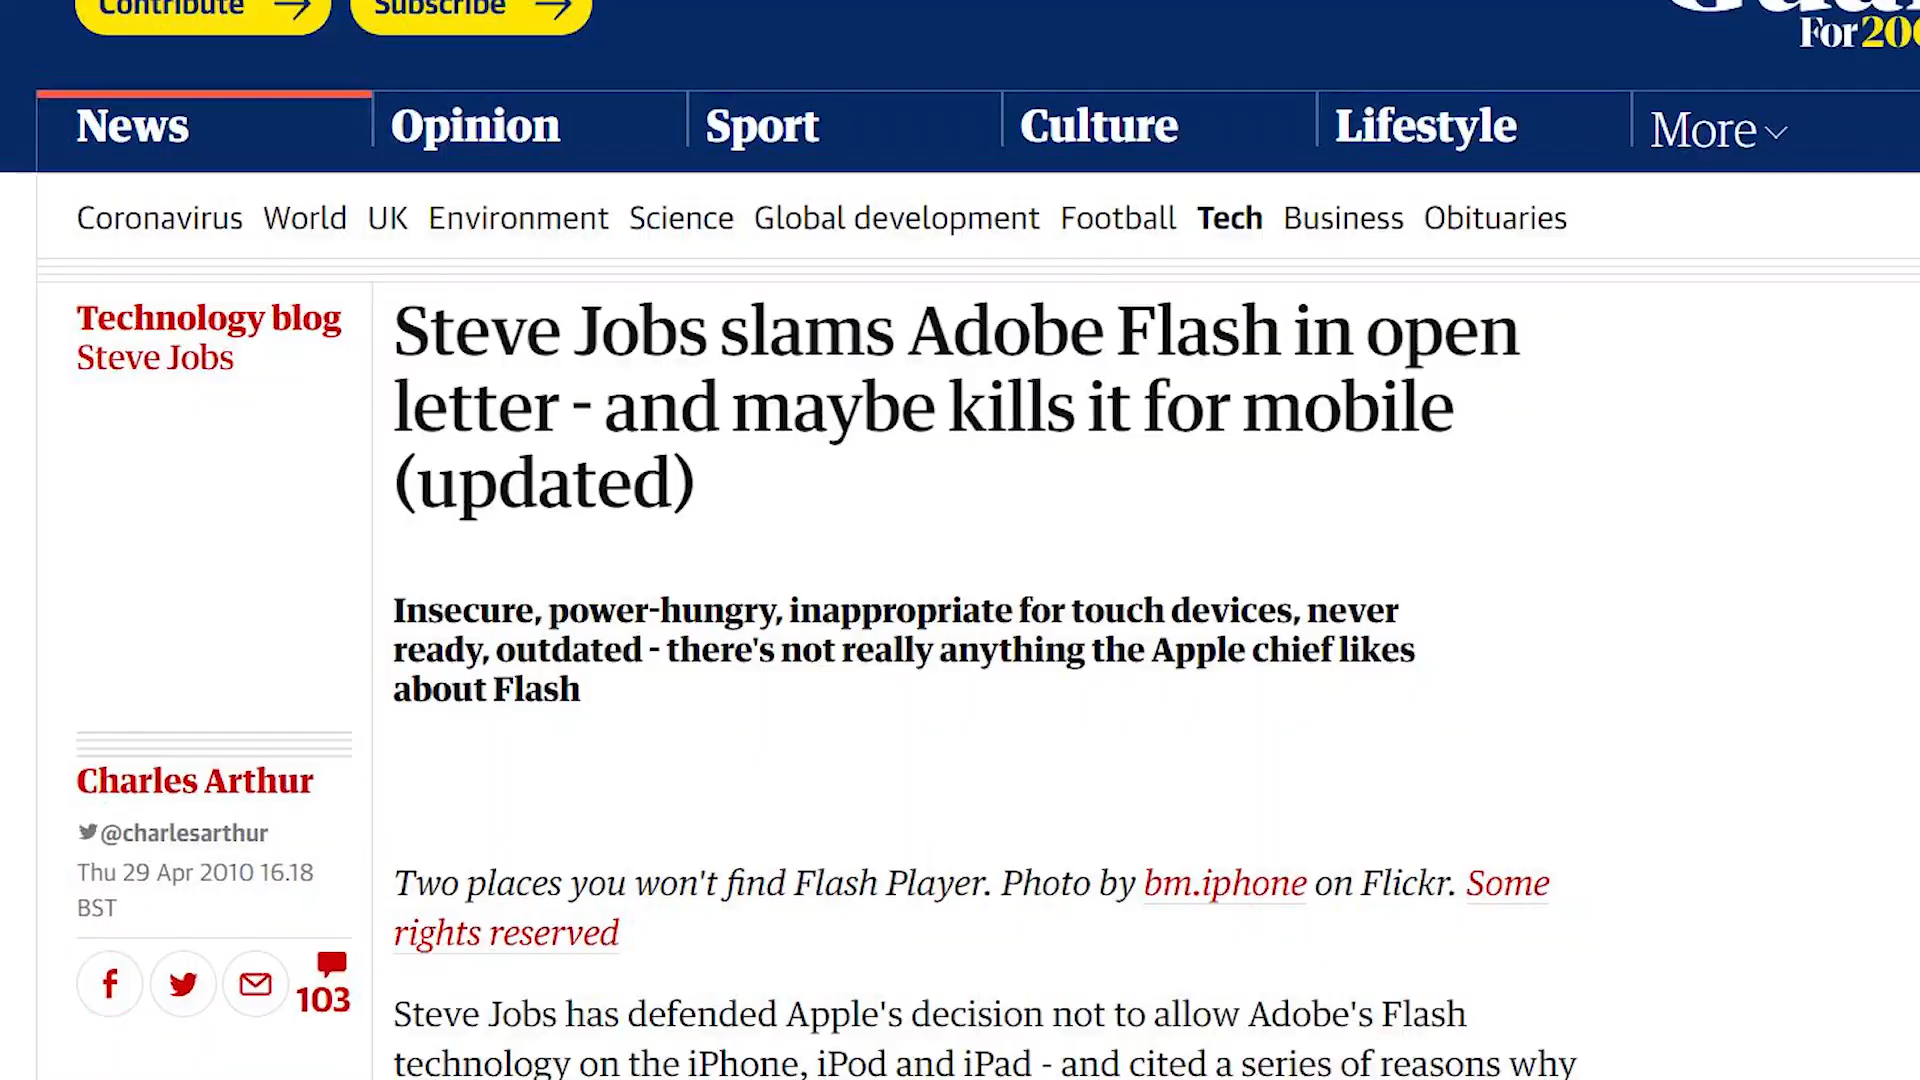 Contribute
Subscribe
For 200
News
Opinion
Sport
Culture
Lifestyle
More
Coronavirus World UK Environment Science Global development Football Tech Business Obituaries
Technology blog
Steve Jobs
Steve Jobs slams Adobe Flash in open
letter - and maybe kills it for mobile
(updated)
Insecure, power-hungry, inappropriate for touch devices, never
ready, outdated - there's not really anything the Apple chief likes
about Flash
Charles Arthur
@charlesarthur
Thu 29 Apr 2010 16.18
BST
103
Two places you won't find Flash Player. Photo by bm.iphone on Flickr. Some
rights reserved
Steve Jobs has defended Apple's decision not to allow Adobe's Flash
technology on the iPhone, iPod and iPad - and cited a series of reasons why